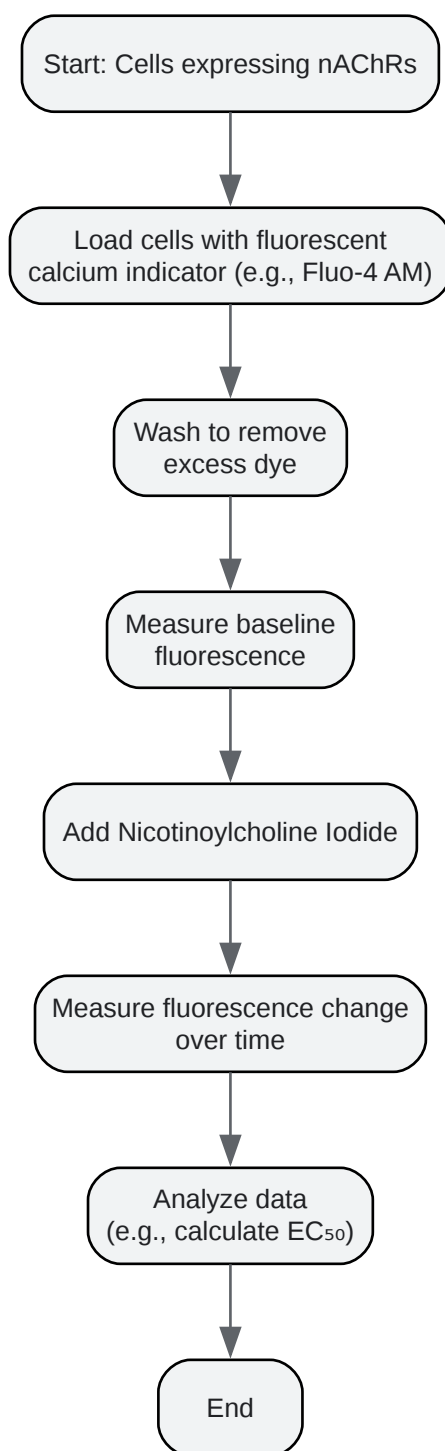 Start: Cells expressing nAChRs
Load cells with fluorescent
calcium indicator (e.g., Fluo-4 AM)
Wash to remove
excess dye
Measure baseline
fluorescence
Add Nicotinoylcholine Iodide
Measure fluorescence change
over time
Analyze data
(e.g., calculate EC₅₀)
End